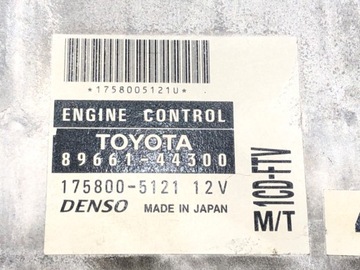 *1758005121U*
ENGINE CONTROL
TOYOTA
89661-44300
175800-5121 12V
DENSO MADE IN JAPAN
1CD-FTV
M/T